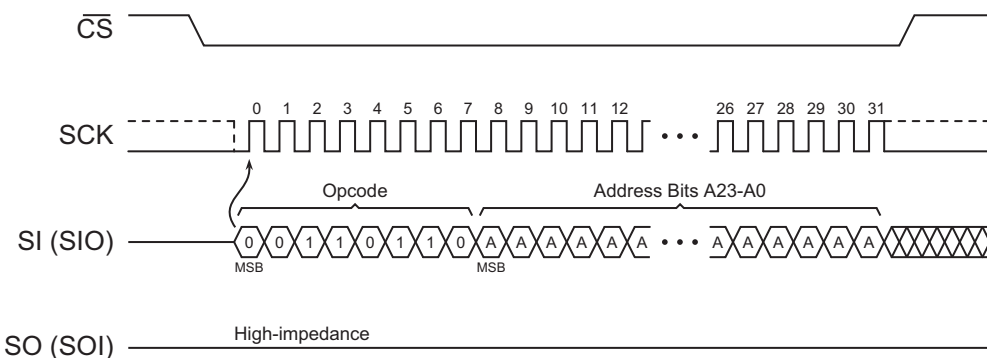 CS
0 1 2 3 4 5 6 7 8 9 10 11 12 26 27 28 29 30 31
SCK
Opcode Address Bits A23-A0
SI (SIO) 0 0 1 1 0 1 1 0 A A A A A A A A A A A A
MSB MSB
High-impedance
SO (SOI)